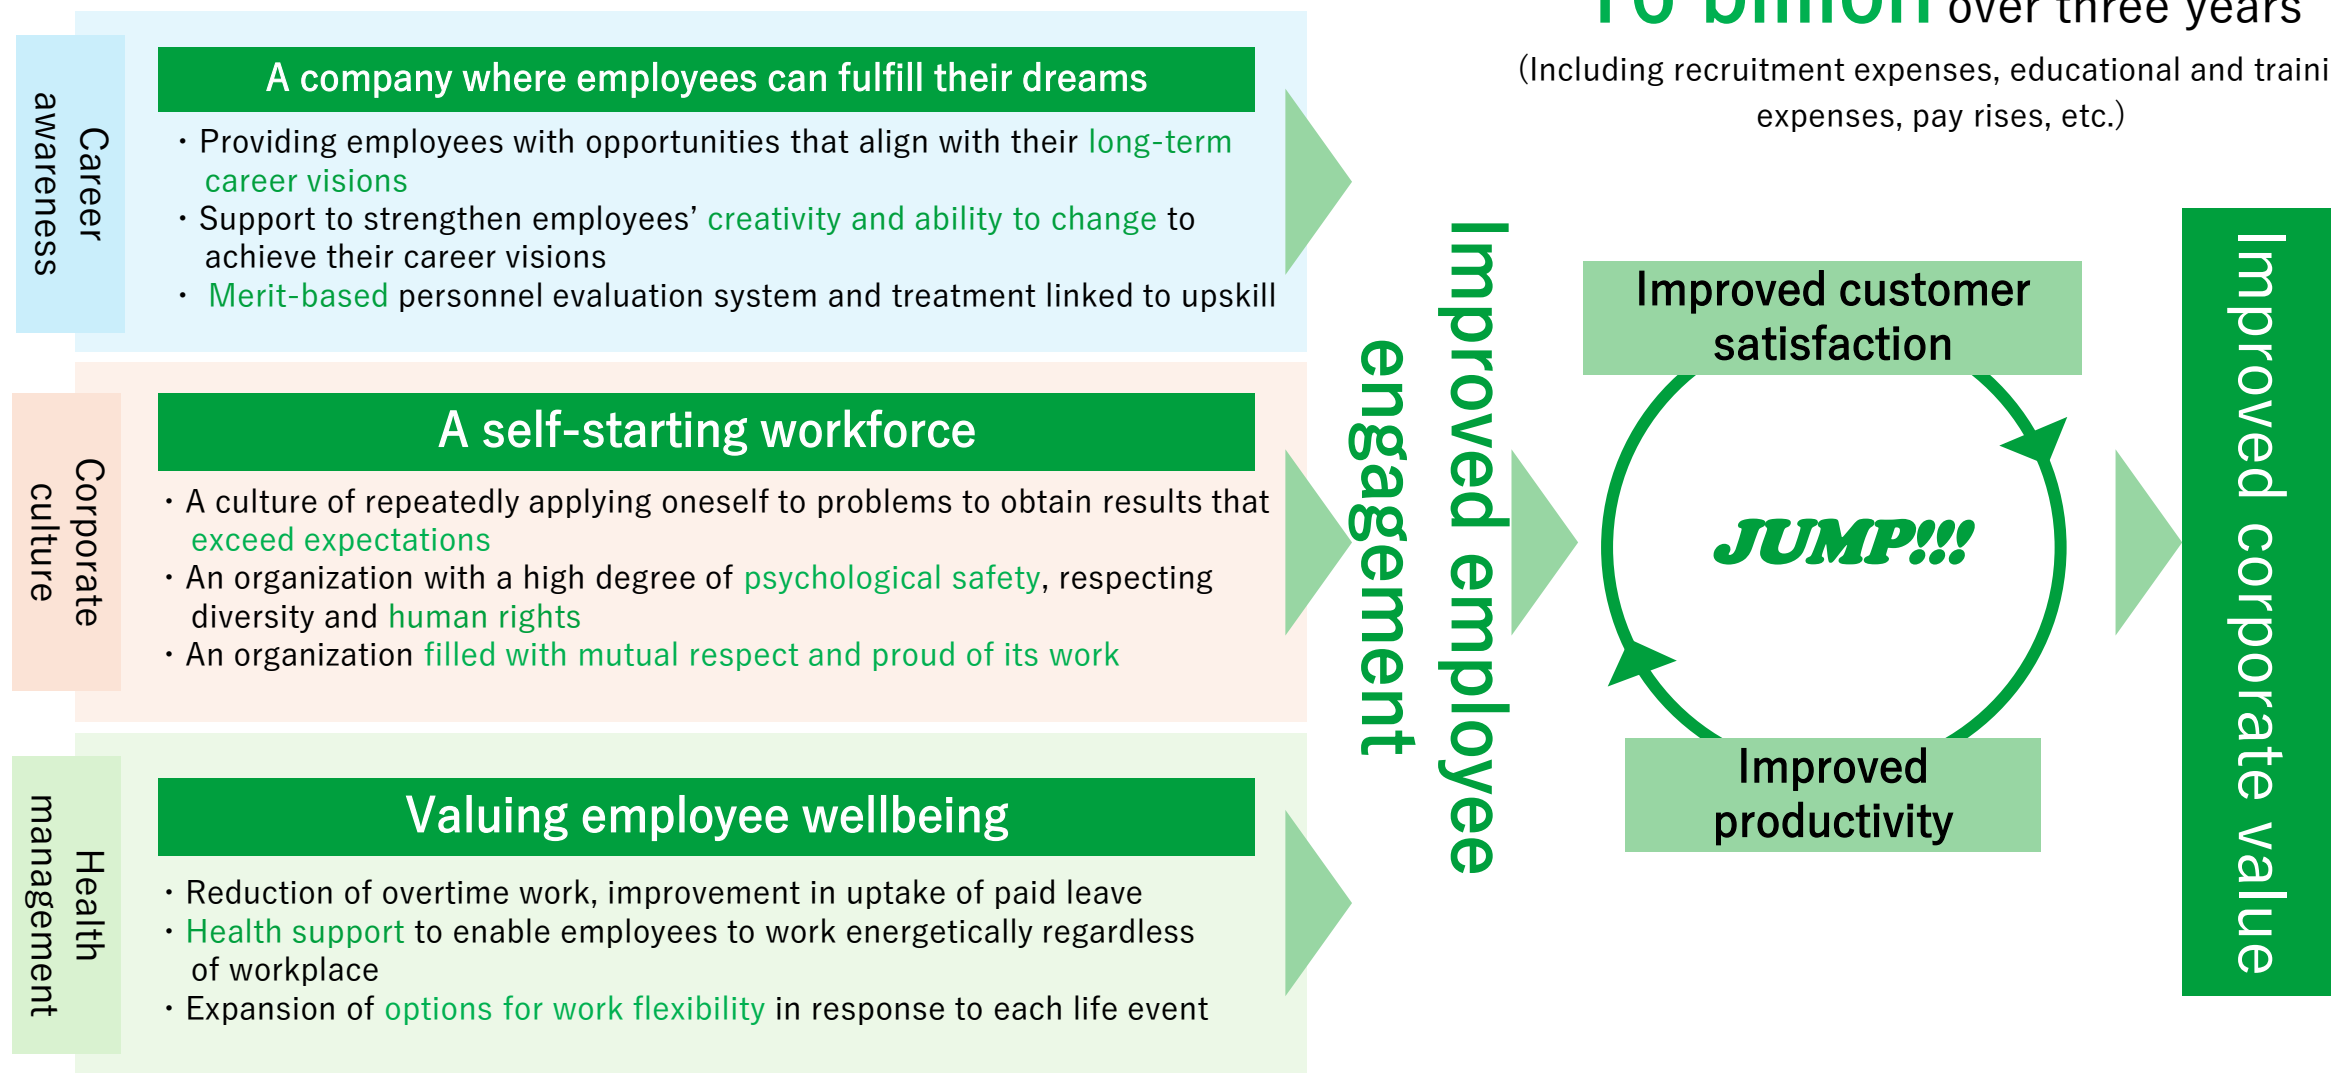 billion over three years
(Including recruitment expenses, educational and traini
expenses, pay rises, etc.)
Career
awareness
A company where employees can fulfill their dreams
・Providing employees with opportunities that align with their long-term
career visions
・Support to strengthen employees’ creativity and ability to change to
achieve their career visions
・ Merit-based personnel evaluation system and treatment linked to upskill
Corporate
culture
A self-starting workforce
・A culture of repeatedly applying oneself to problems to obtain results that
exceed expectations
・An organization with a high degree of psychological safety, respecting
diversity and human rights
・An organization filled with mutual respect and proud of its work
Health
management
Valuing employee wellbeing
・Reduction of overtime work, improvement in uptake of paid leave
・Health support to enable employees to work energetically regardless
of workplace
・Expansion of options for work flexibility in response to each life event
Improved employee
engagement
Improved customer
satisfaction
JUMP!!!
Improved
productivity
Improved corporate value